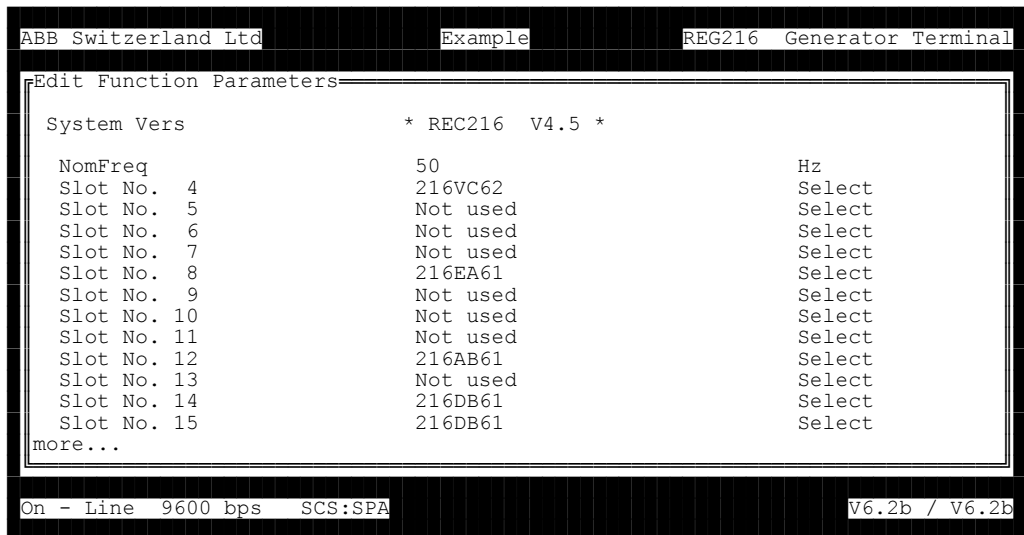 ABB Switzerland Ltd Example REG216 Generator Terminal
Edit Function Parameters
System Vers * REC216 V4.5 *
NomFreq 50 Hz
Slot No. 4 216VC62 Select
Slot No. 5 Not used Select
Slot No. 6 Not used Select
Slot No. 7 Not used Select
Slot No. 8 216EA61 Select
Slot No. 9 Not used Select
Slot No. 10 Not used Select
Slot No. 11 Not used Select
Slot No. 12 216AB61 Select
Slot No. 13 Not used Select
Slot No. 14 216DB61 Select
Slot No. 15 216DB61 Select
more...
On - Line 9600 bps SCS:SPA V6.2b / V6.2b